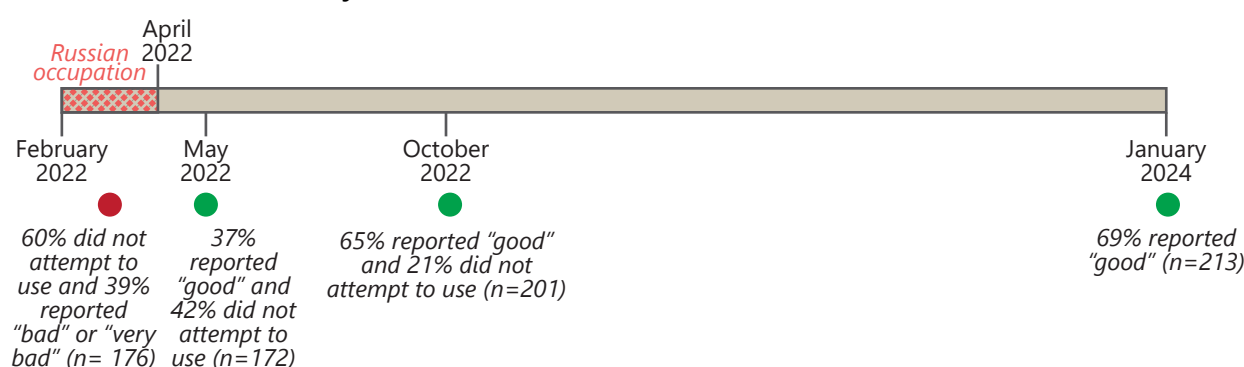 April
2022
Russian
occupation
February
2022
May
2022
October
2022
January
2024
60% did not
attempt to
use and 39%
reported
“bad” or “very
bad” (n= 176)
37%
reported
“good” and
42% did not
attempt to
use (n=172)
65% reported “good”
and 21% did not
attempt to use (n=201)
69% reported
“good” (n=213)